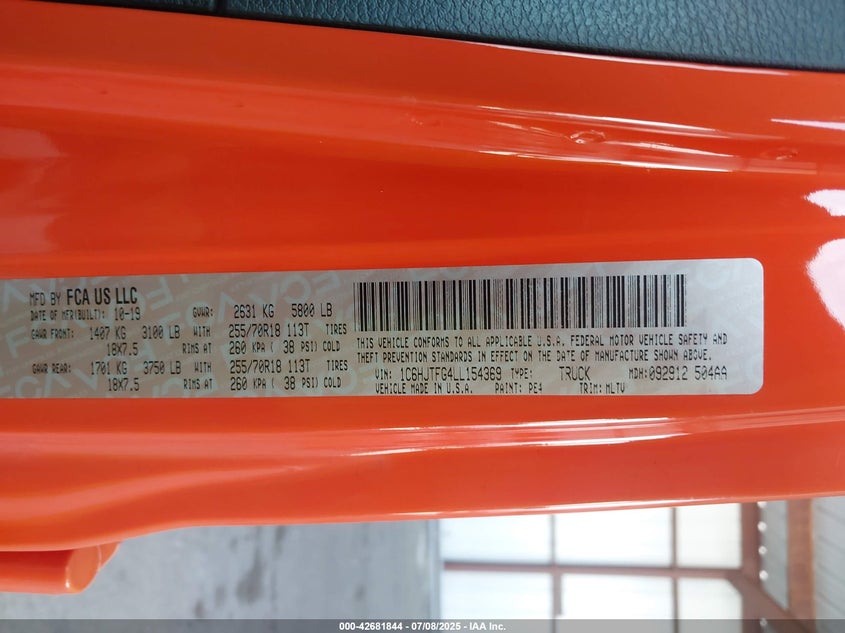 MFD BY FCA US LLC
DATE OF MFR(BUILT): 10-19 GVWR: 2631 KG 5800 LB
GAWR FRONT: 1407 KG 3100 LB WITH 255/70R18 113T TIRES
18X7.5 RIMS AT 260 KPA ( 38 PSI) COLD
GAWR REAR: 1701 KG 3750 LB WITH 255/70R18 113T TIRES
18X7.5 RIMS AT 260 KPA ( 38 PSI) COLD
THIS VEHICLE CONFORMS TO ALL APPLICABLE U.S.A. FEDERAL MOTOR VEHICLE SAFETY AND
THEFT PREVENTION STANDARDS IN EFFECT ON THE DATE OF MANUFACTURE SHOWN ABOVE.
VIN: 1C6HJTFG4LL154369 TYPE: TRUCK MDH:092912 504AA
VEHICLE MADE IN U.S.A. PAINT: PE4 TRIM: MLTV
000-42681844 / 07/08/2025 - IAA Inc.